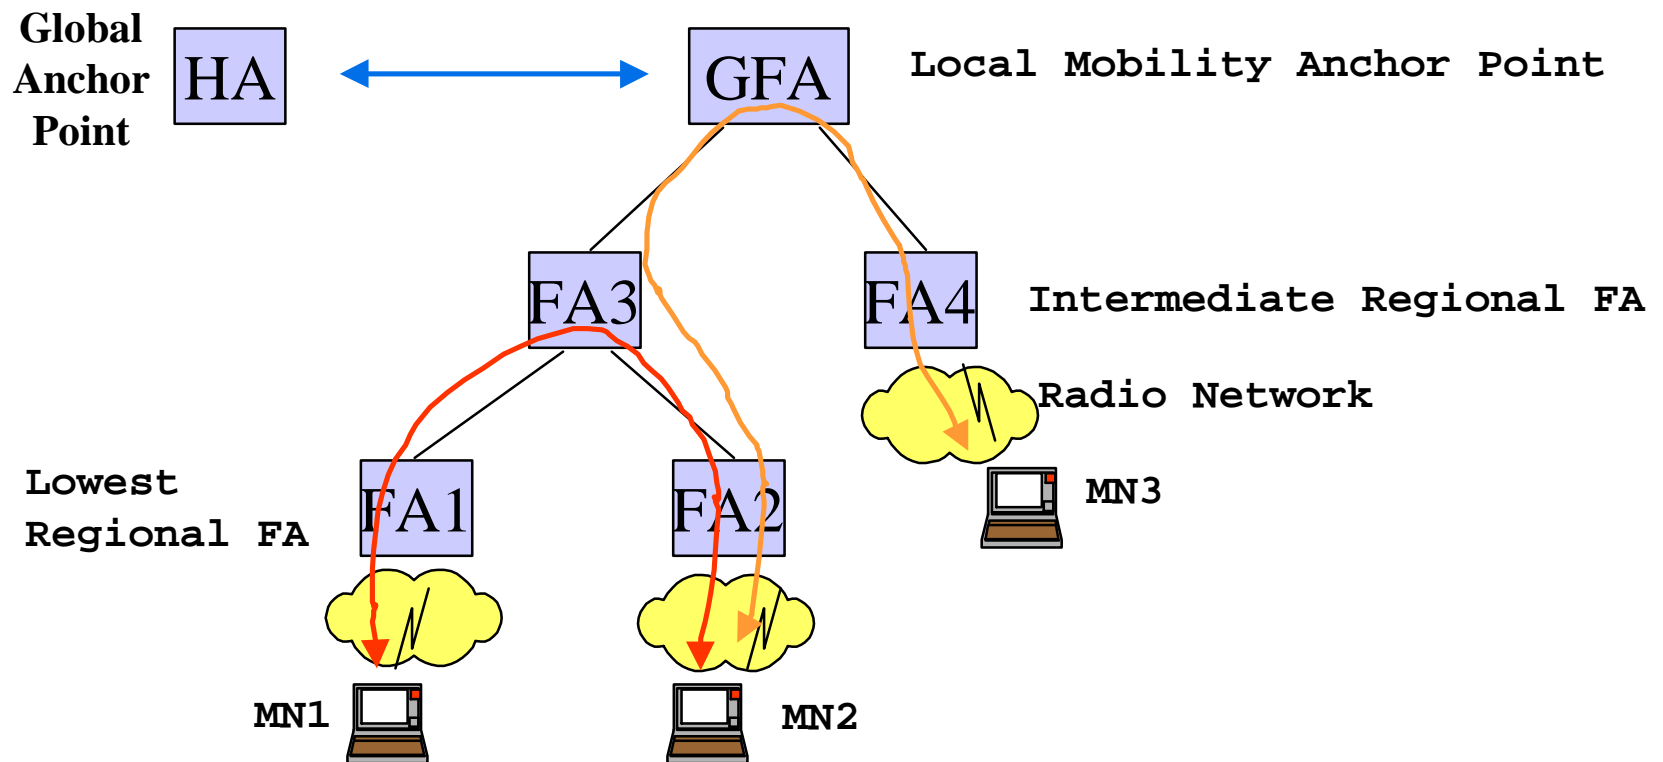 Global
Anchor
Point
HA
GFA
Local Mobility Anchor Point
FA3
FA4
Intermediate Regional FA
Radio Network
Lowest
Regional FA
FA1
FA2
MN3
MN1
MN2